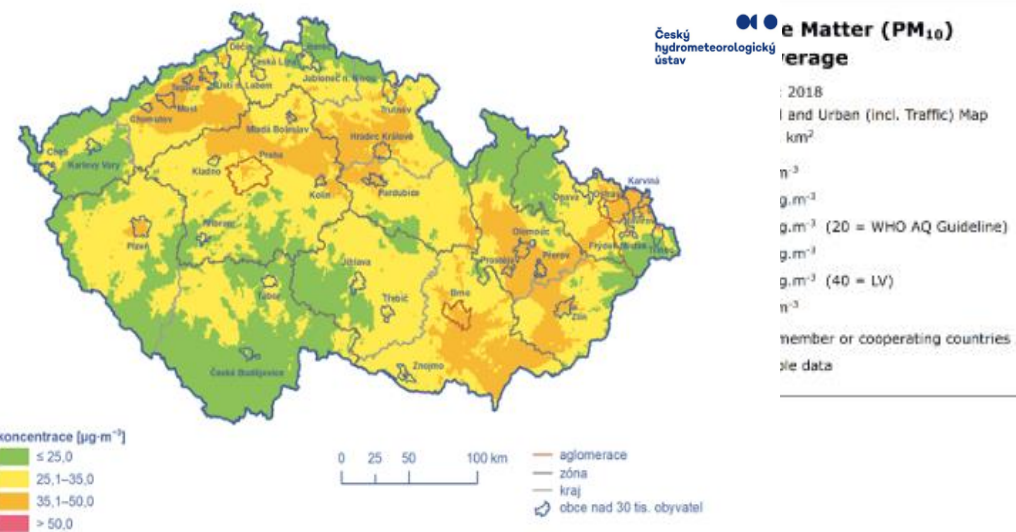 Český
hydrometeorologický
ústav
e Matter (PM₁₀)
erage
2018
l and Urban (incl. Traffic) Map
km²
m⁻³
g.m⁻³
g.m⁻³ (20 = WHO AQ Guideline)
g.m⁻³
g.m⁻³ (40 = LV)
m⁻³
member or cooperating countries
ble data
Děčín
Liberec
Česká Lípa
Teplice
Ústí n. Labem
Jablonec n. Nisou
Most
Chomutov
Trutnov
Mladá Boleslav
Hradec Králové
Cheb
Karlovy Vary
Praha
Kladno
Kolín
Pardubice
Karviná
Opava
Ostrava
Plzeň
Příbram
Olomouc
Frýdek-Místek
Prostějov
Přerov
Jihlava
Tábor
Třebíč
Brno
Zlín
Znojmo
České Budějovice
koncentrace [µg·m⁻³]
≤ 25,0
25,1–35,0
35,1–50,0
> 50,0
0 25 50 100 km
aglomerace
zóna
kraj
obce nad 30 tis. obyvatel